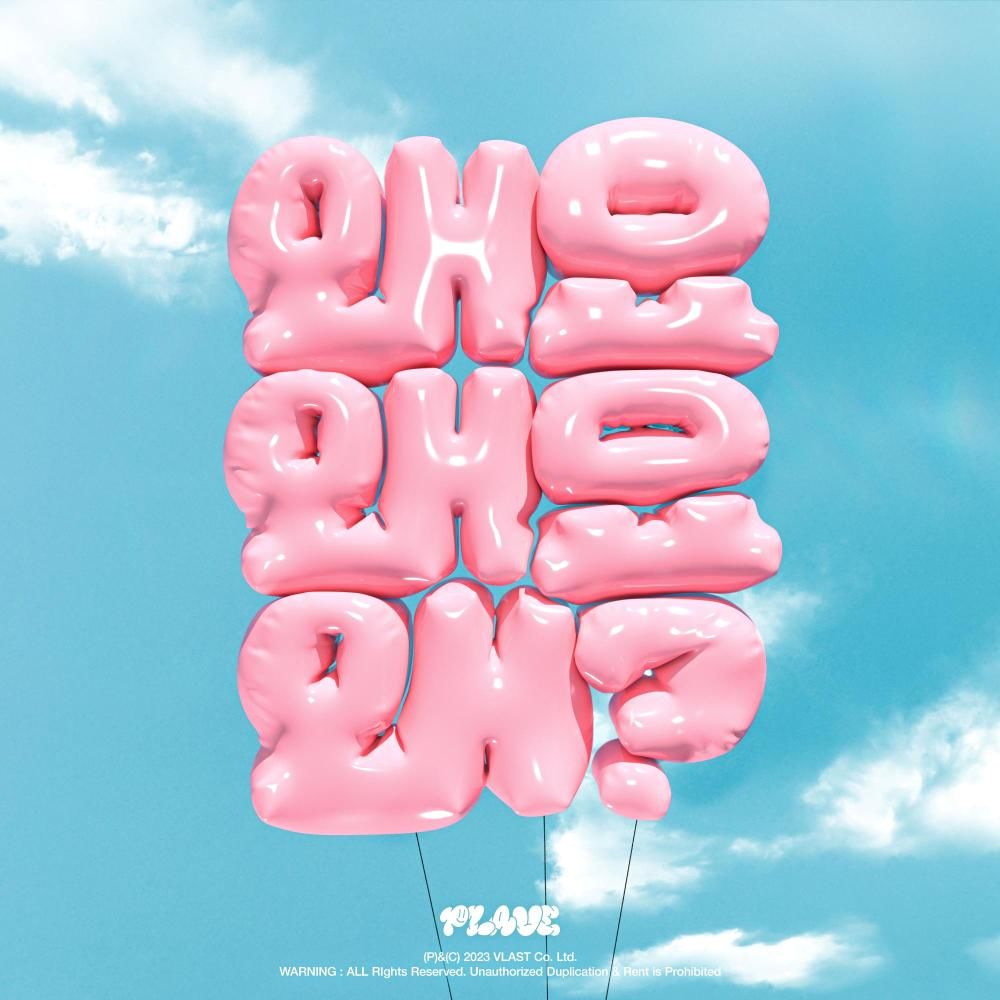 왜요
왜요
왜?
PLAVE
(P)&(C) 2023 VLAST Co. Ltd.
WARNING : ALL RIghts Reserved. Unauthorized Duplication & Rent is Prohibited